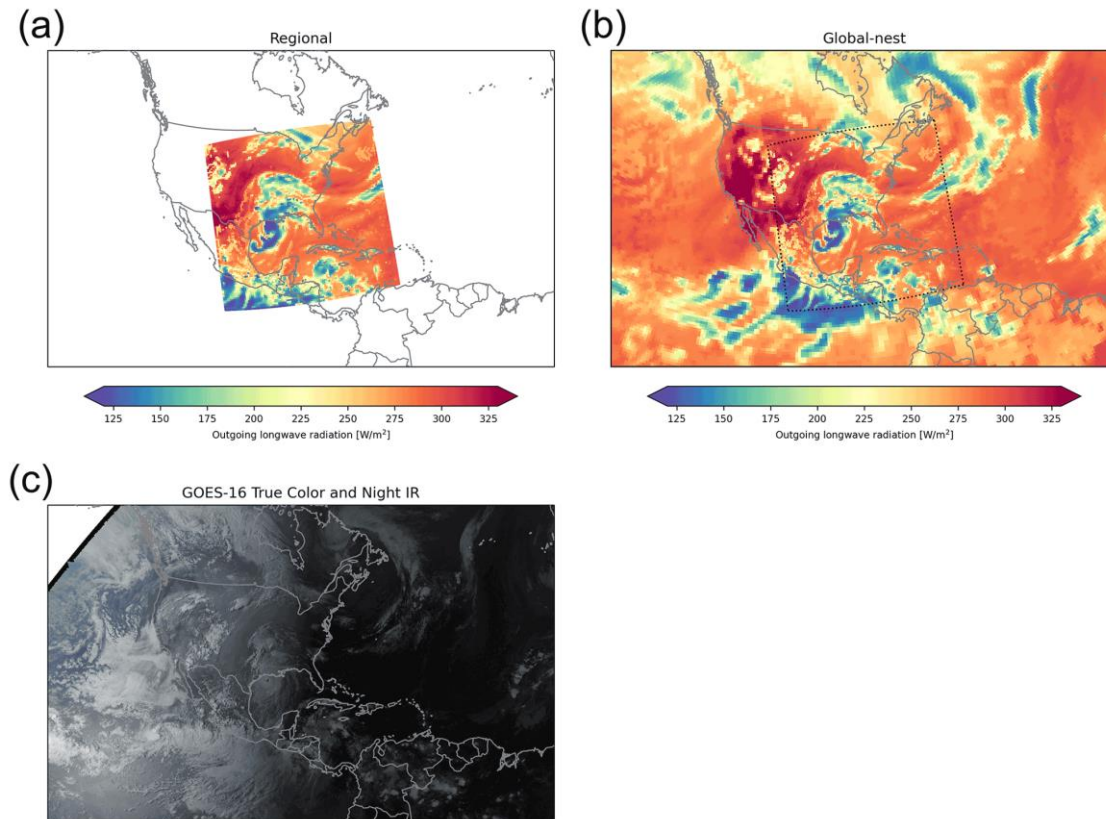 (a)
Regional
125 150 175 200 225 250 275 300 325
Outgoing longwave radiation [W/m²]
(b)
Global-nest
125 150 175 200 225 250 275 300 325
Outgoing longwave radiation [W/m²]
(c)
GOES-16 True Color and Night IR